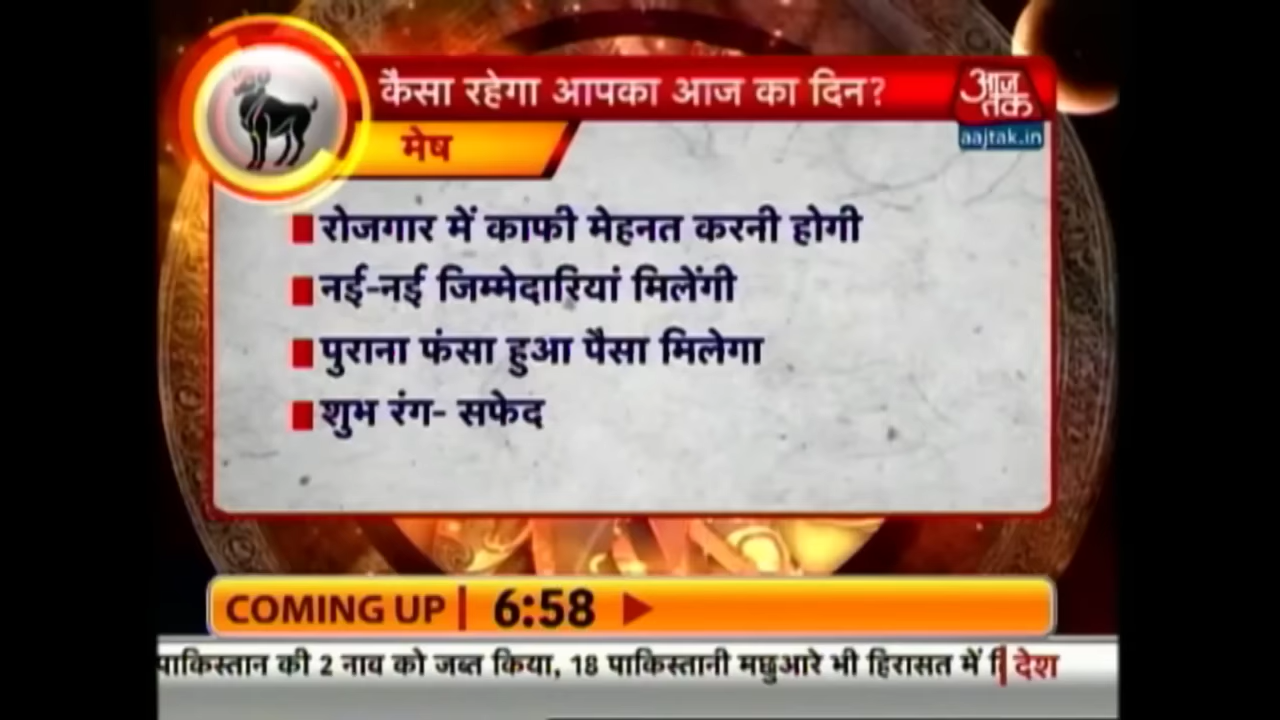 कैसा रहेगा आपका आज का दिन?
आज तक
aajtak.in
मेष
रोजगार में काफी मेहनत करनी होगी
नई-नई जिम्मेदारियां मिलेंगी
पुराना फंसा हुआ पैसा मिलेगा
शुभ रंग- सफेद
COMING UP 6:58
पाकिस्तान की 2 नाव को जब्त किया, 18 पाकिस्तानी मछुआरे भी हिरासत में
देश